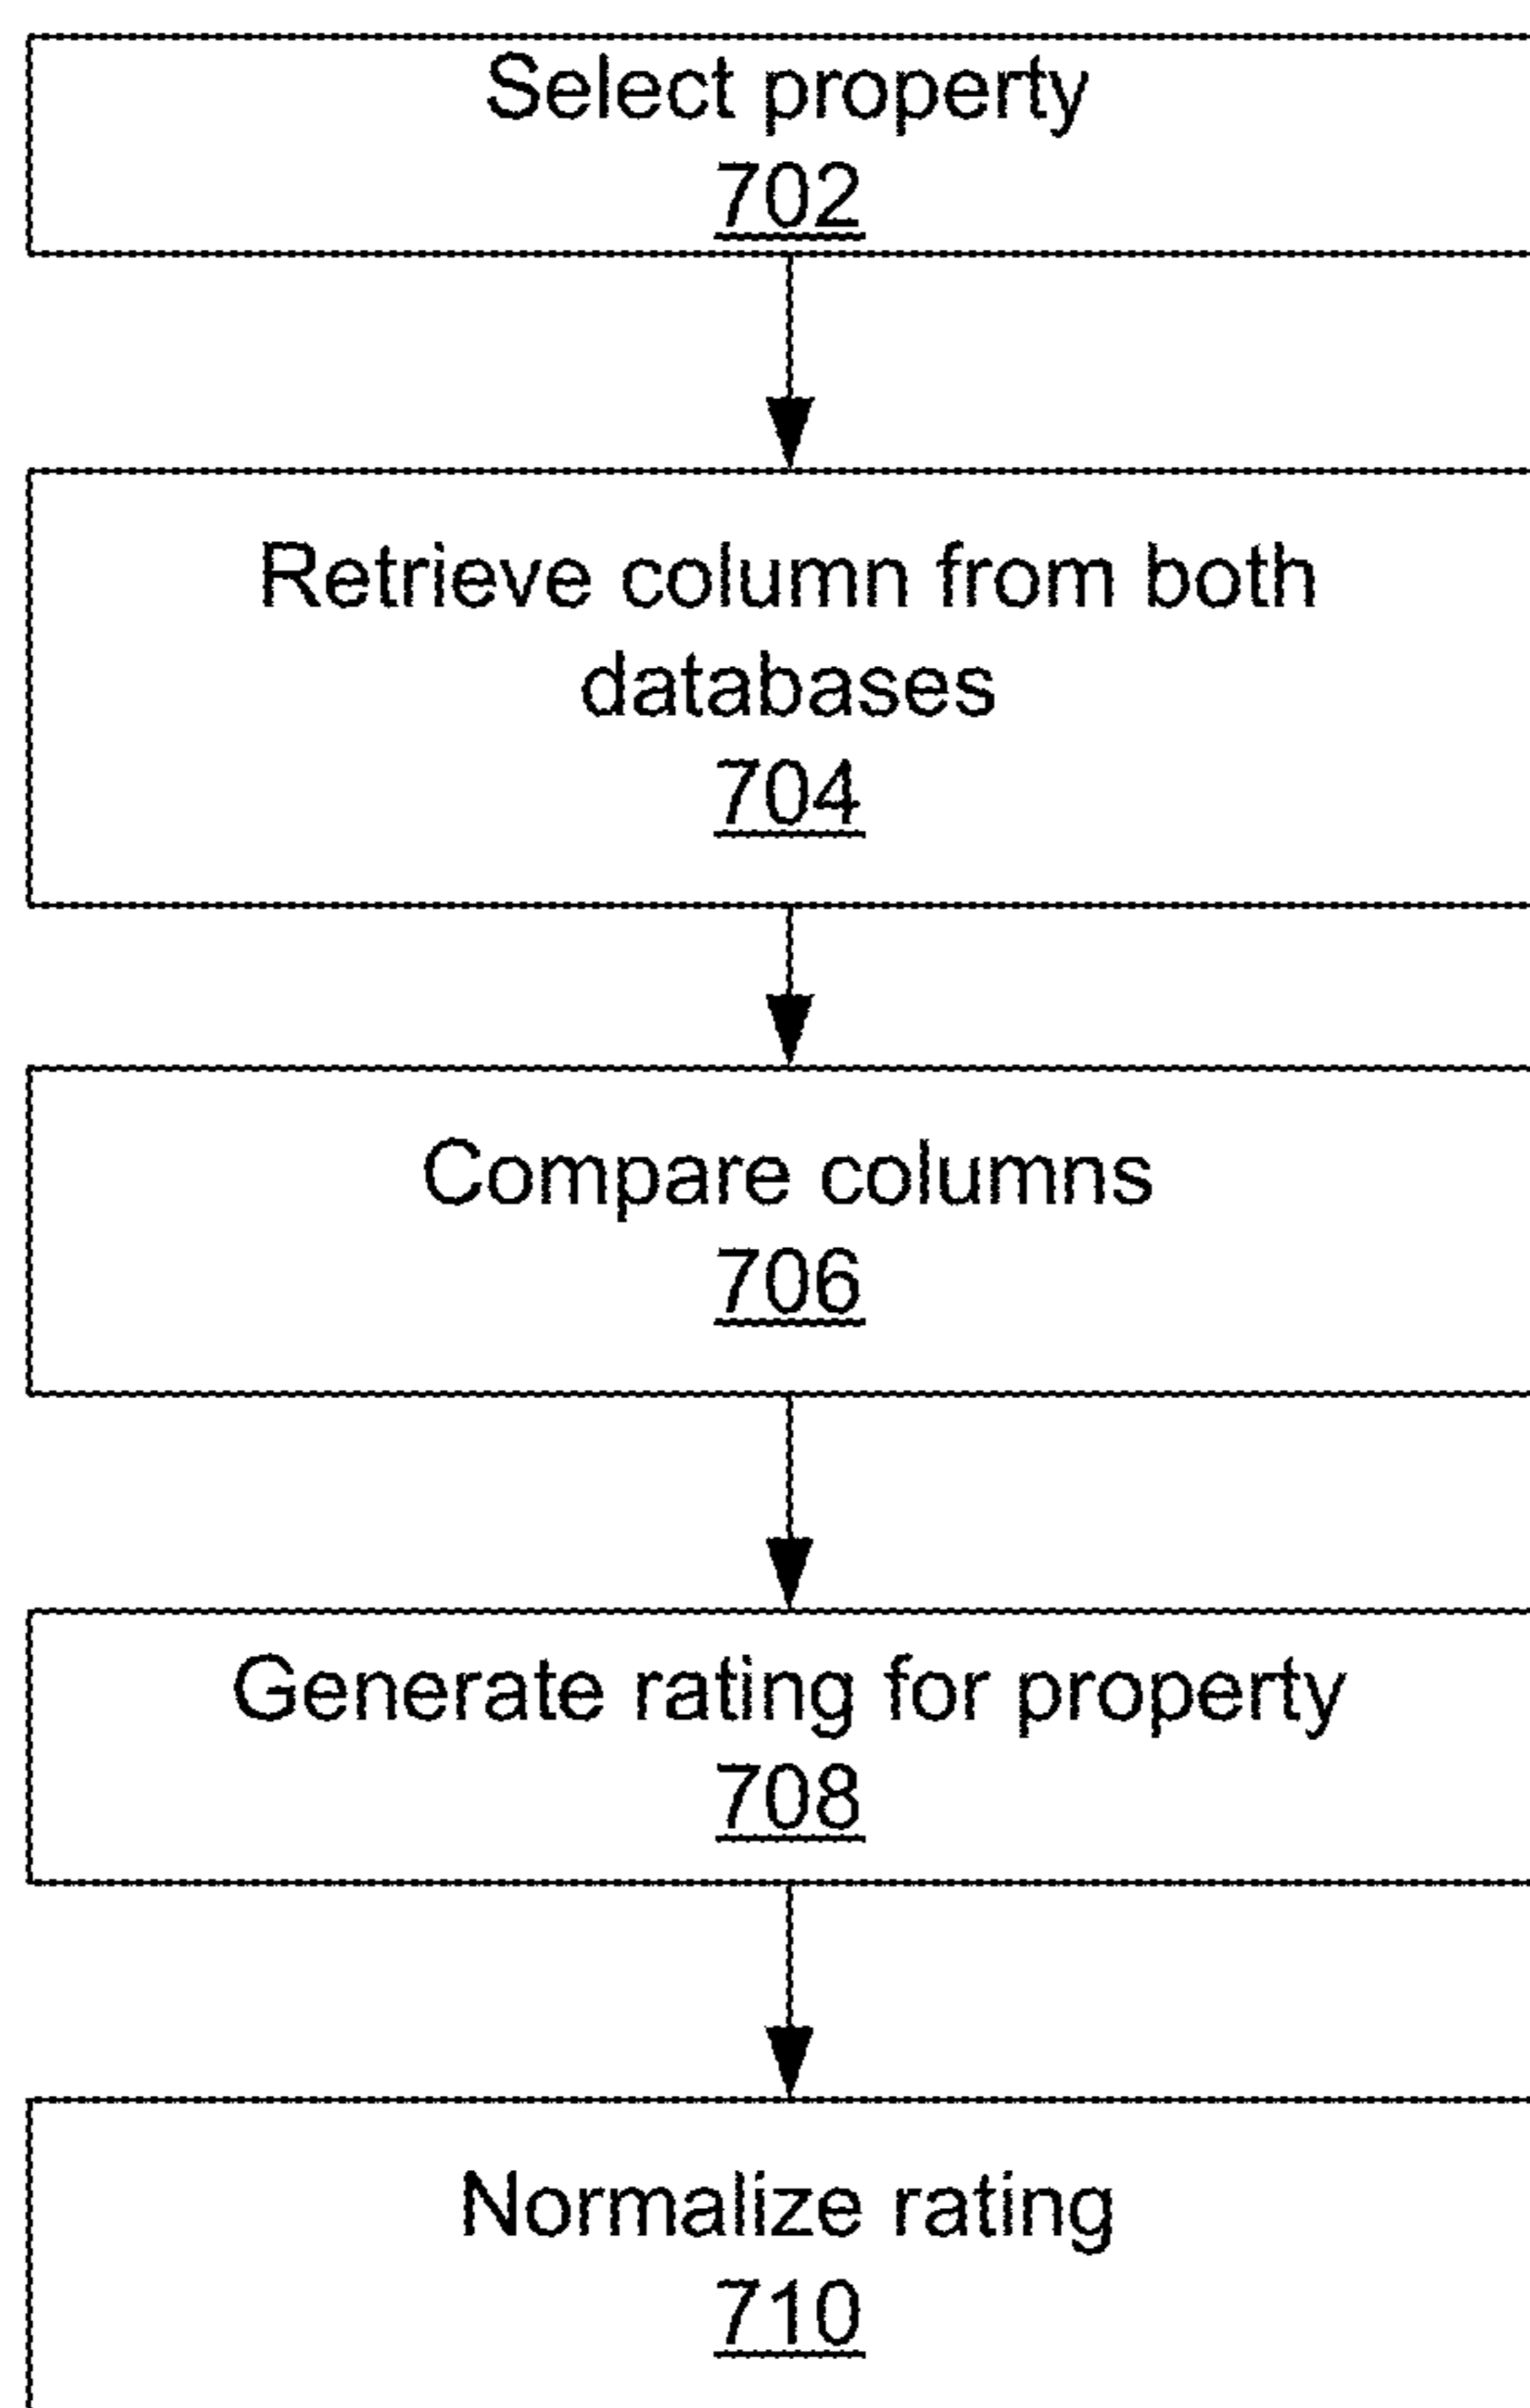 Select property
702
Retrieve column from both
databases
704
Compare columns
706
Generate rating for property
708
Normalize rating
710